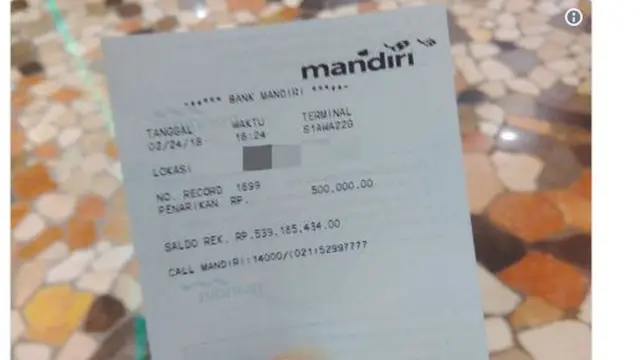 mandiri
****** BANK MANDIRI ******
TANGGAL WAKTU TERMINAL
02/24/18 16:24 S1AWA22G
LOKASI
NO. RECORD 1699
PENARIKAN RP. 500,000.00
SALDO REK. RP.539,185,434.00
CALL MANDIRI:14000/(021)52997777